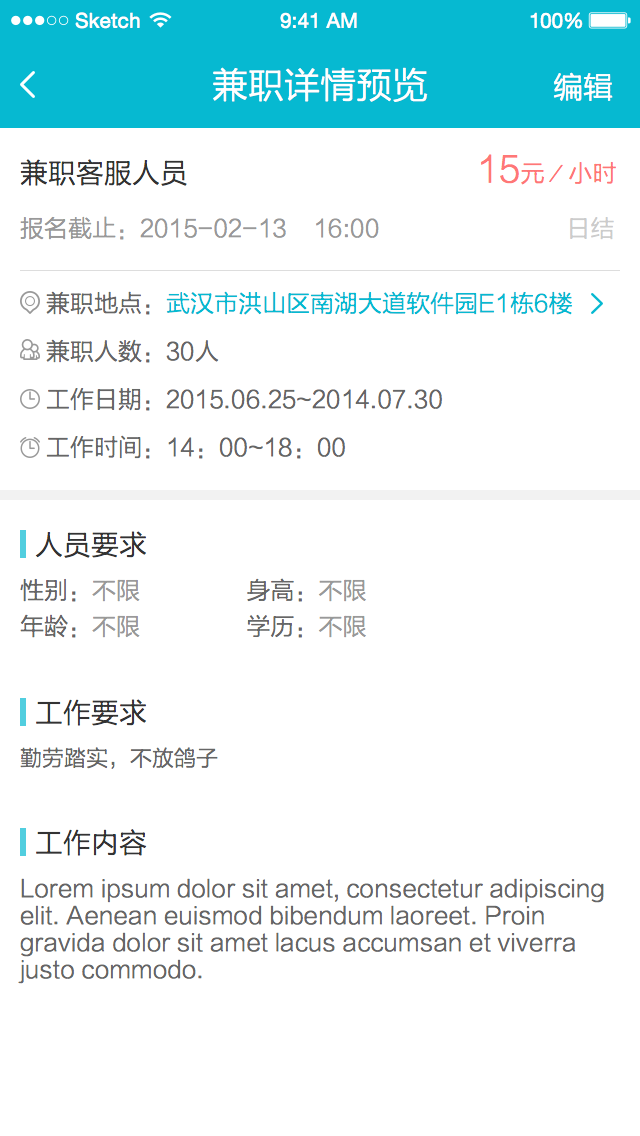 Sketch 9:41 AM 100%
兼职详情预览 编辑
兼职客服人员 15元／小时
报名截止：2015-02-13 16:00 日结
兼职地点：武汉市洪山区南湖大道软件园E1栋6楼
兼职人数：30人
工作日期：2015.06.25~2014.07.30
工作时间：14：00~18：00
人员要求
性别：不限 身高：不限
年龄：不限 学历：不限
工作要求
勤劳踏实，不放鸽子
工作内容
Lorem ipsum dolor sit amet, consectetur adipiscing
elit. Aenean euismod bibendum laoreet. Proin
gravida dolor sit amet lacus accumsan et viverra
justo commodo.